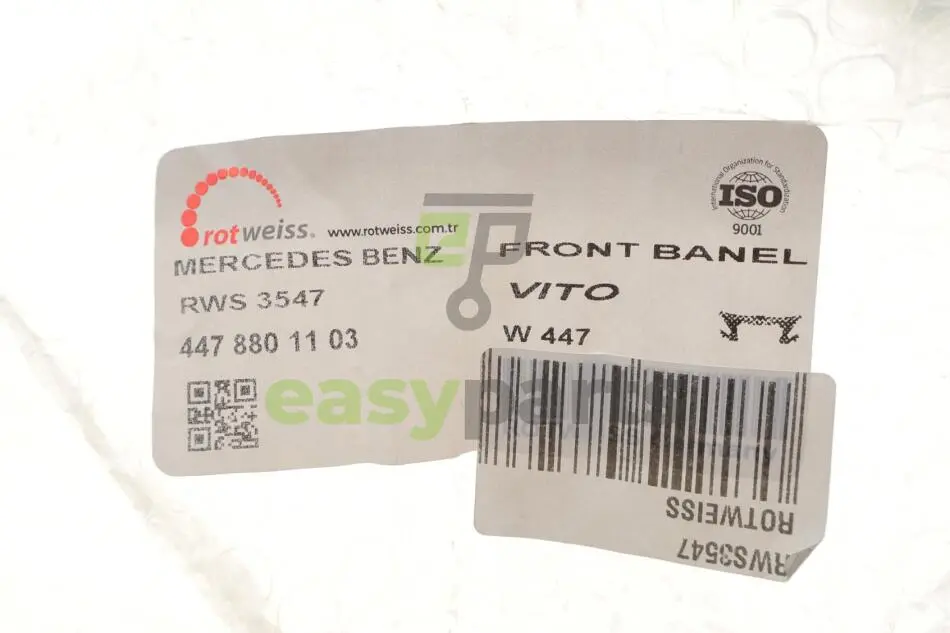 rotweiss.
www.rotweiss.com.tr
International Organization for Standardization
ISO
9001
MERCEDES BENZ
FRONT BANEL
RWS 3547
VITO
447 880 11 03
W 447
EP
easyparts
ROTWEISS
RWS3547